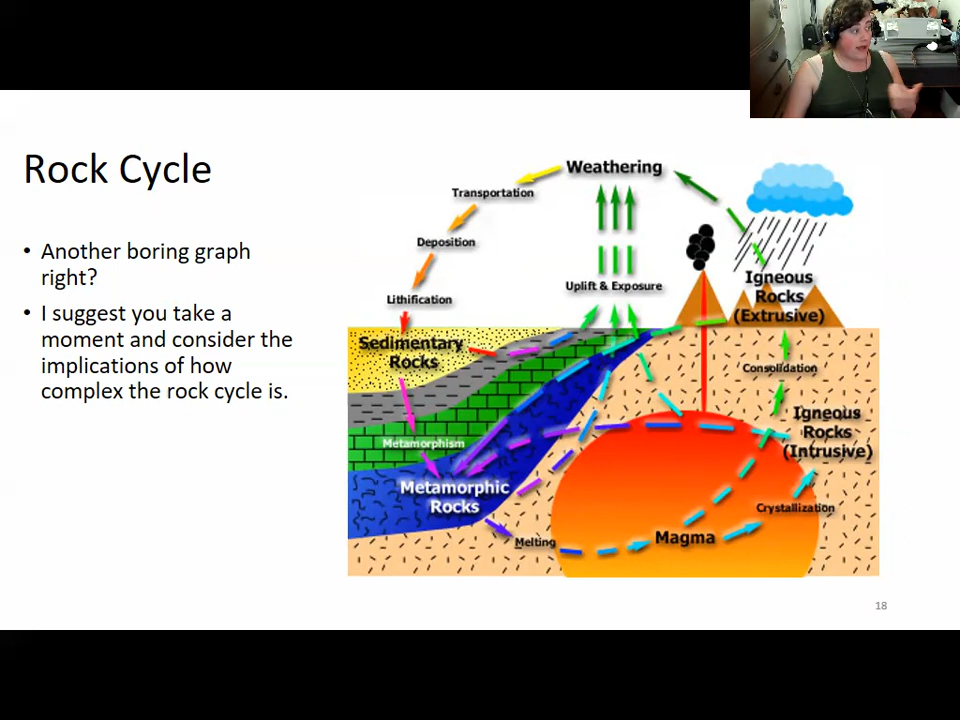 Rock Cycle
• Another boring graph
right?
• I suggest you take a
moment and consider the
implications of how
complex the rock cycle is.
Weathering
Transportation
Deposition
Lithification
Uplift & Exposure
Igneous
Rocks
(Extrusive)
Sedimentary
Rocks
Consolidation
Igneous
Rocks
(Intrusive)
Metamorphism
Metamorphic
Rocks
Crystallization
Melting
Magma
18